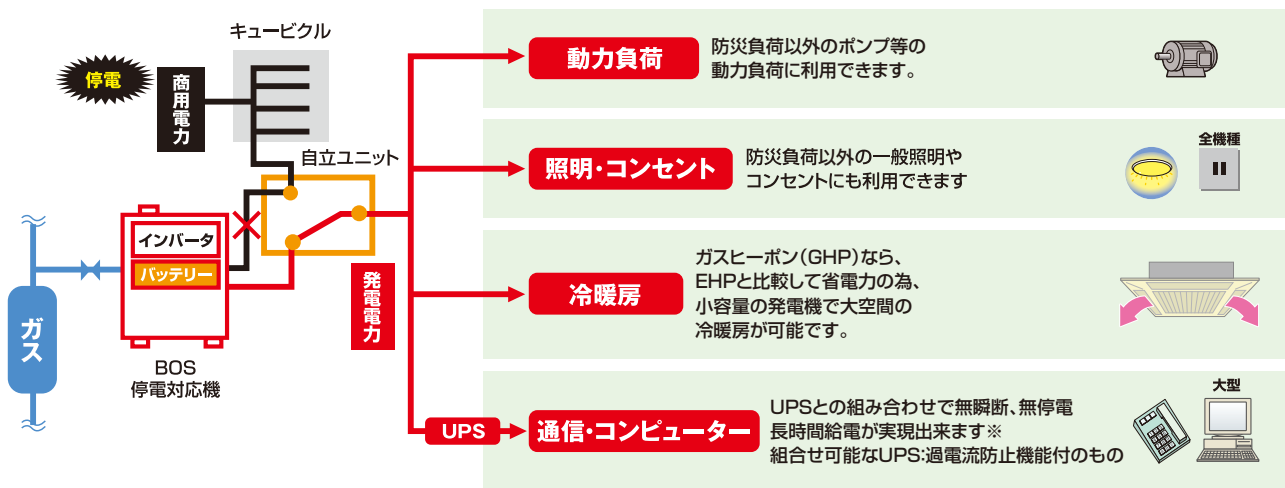 キュービクル
停電
商用電力
自立ユニット
インバータ
バッテリー
ガス
BOS
停電対応機
発電電力
動力負荷
防災負荷以外のポンプ等の
動力負荷に利用できます。
照明・コンセント
防災負荷以外の一般照明や
コンセントにも利用できます
全機種
冷暖房
ガスヒーポン(GHP)なら、
EHPと比較して省電力の為、
小容量の発電機で大空間の
冷暖房が可能です。
UPS
通信・コンピューター
UPSとの組み合わせで無瞬断、無停電
長時間給電が実現出来ます※
組合せ可能なUPS:過電流防止機能付のもの
大型